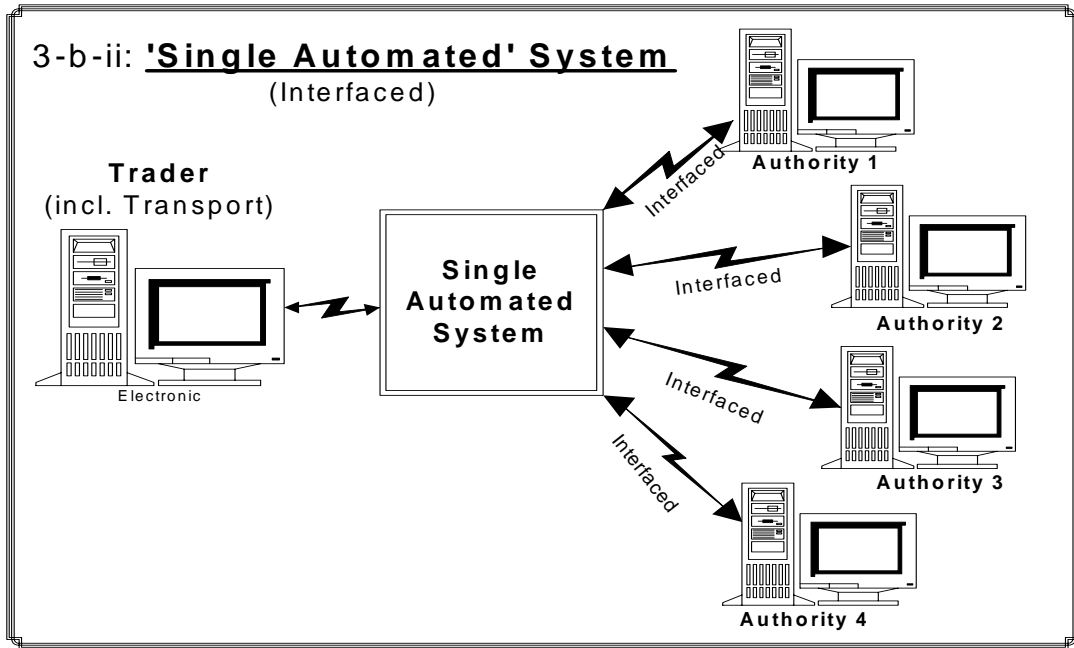 3-b-ii: 'Single Automated' System
(Interfaced)
Trader
(incl. Transport)
Electronic
Single
Automated
System
Interfaced
Authority 1
Interfaced
Authority 2
Interfaced
Authority 3
Interfaced
Authority 4